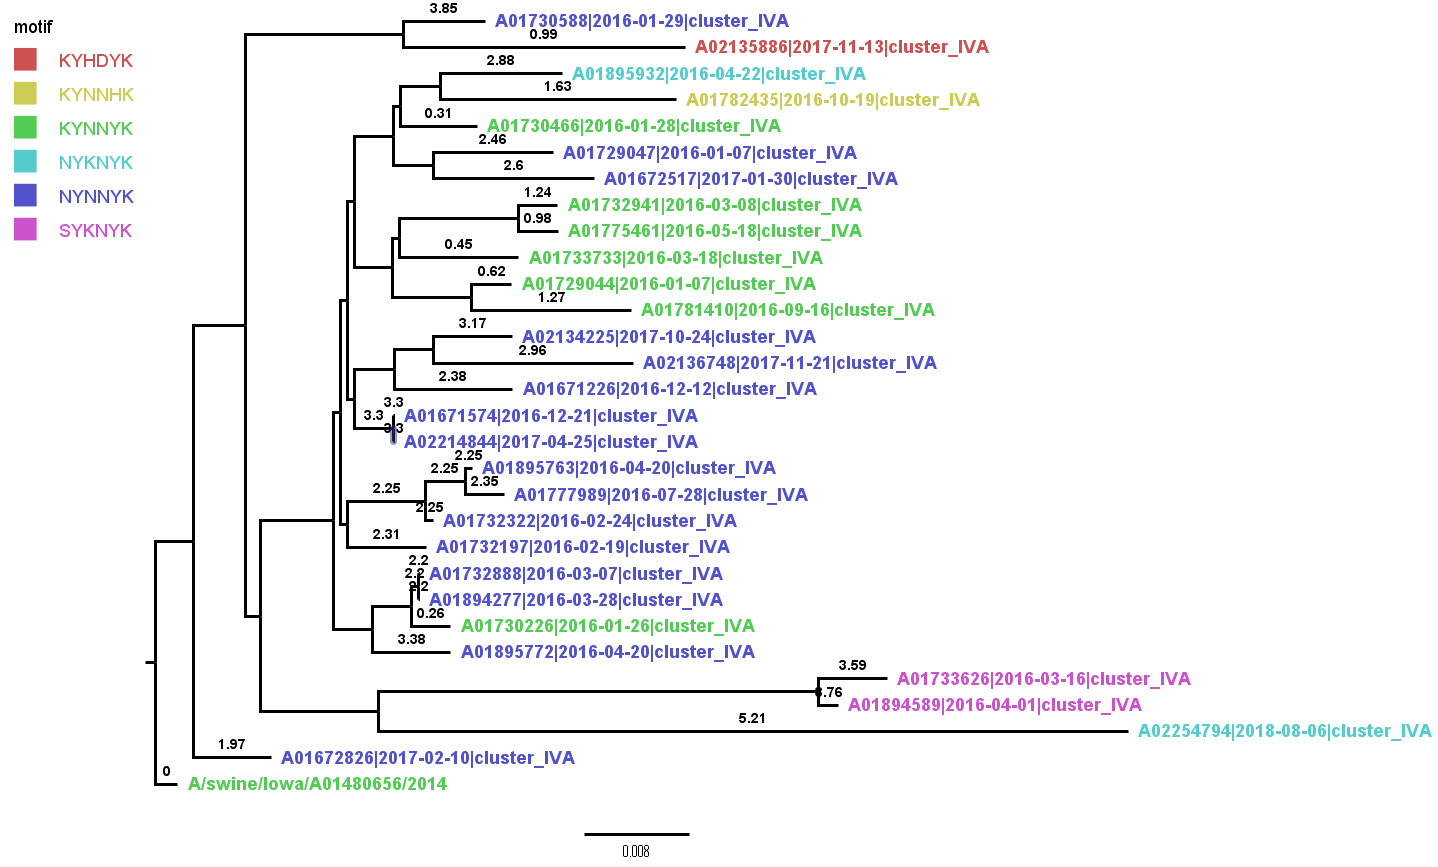 motif
KYHDYK
KYNNHK
KYNNYK
NYKNYK
NYNNYK
SYKNYK
3.85
A01730588|2016-01-29|cluster_IVA
0.99
A02135886|2017-11-13|cluster_IVA
2.88
A01895932|2016-04-22|cluster_IVA
1.63
A01782435|2016-10-19|cluster_IVA
0.31
A01730466|2016-01-28|cluster_IVA
2.46
A01729047|2016-01-07|cluster_IVA
2.6
A01672517|2017-01-30|cluster_IVA
1.24
A01732941|2016-03-08|cluster_IVA
0.98
A01775461|2016-05-18|cluster_IVA
0.45
A01733733|2016-03-18|cluster_IVA
0.62
A01729044|2016-01-07|cluster_IVA
1.27
A01781410|2016-09-16|cluster_IVA
3.17
A02134225|2017-10-24|cluster_IVA
2.96
A02136748|2017-11-21|cluster_IVA
2.38
A01671226|2016-12-12|cluster_IVA
3.3
3.3
A01671574|2016-12-21|cluster_IVA
3.3
A02214844|2017-04-25|cluster_IVA
2.25
2.25
A01895763|2016-04-20|cluster_IVA
2.25
2.35
A01777989|2016-07-28|cluster_IVA
2.25
A01732322|2016-02-24|cluster_IVA
2.31
A01732197|2016-02-19|cluster_IVA
2.2
2.2
A01732888|2016-03-07|cluster_IVA
2.2
A01894277|2016-03-28|cluster_IVA
0.26
A01730226|2016-01-26|cluster_IVA
3.38
A01895772|2016-04-20|cluster_IVA
3.59
A01733626|2016-03-16|cluster_IVA
A01894589|2016-04-01|cluster_IVA
5.21
A02254794|2018-08-06|cluster_IVA
1.97
A01672826|2017-02-10|cluster_IVA
0
A/swine/Iowa/A01480656/2014
0.008